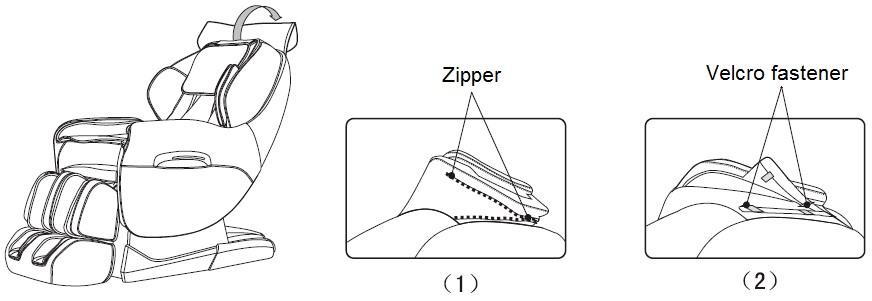 Zipper
Velcro fastener
（1）
（2）